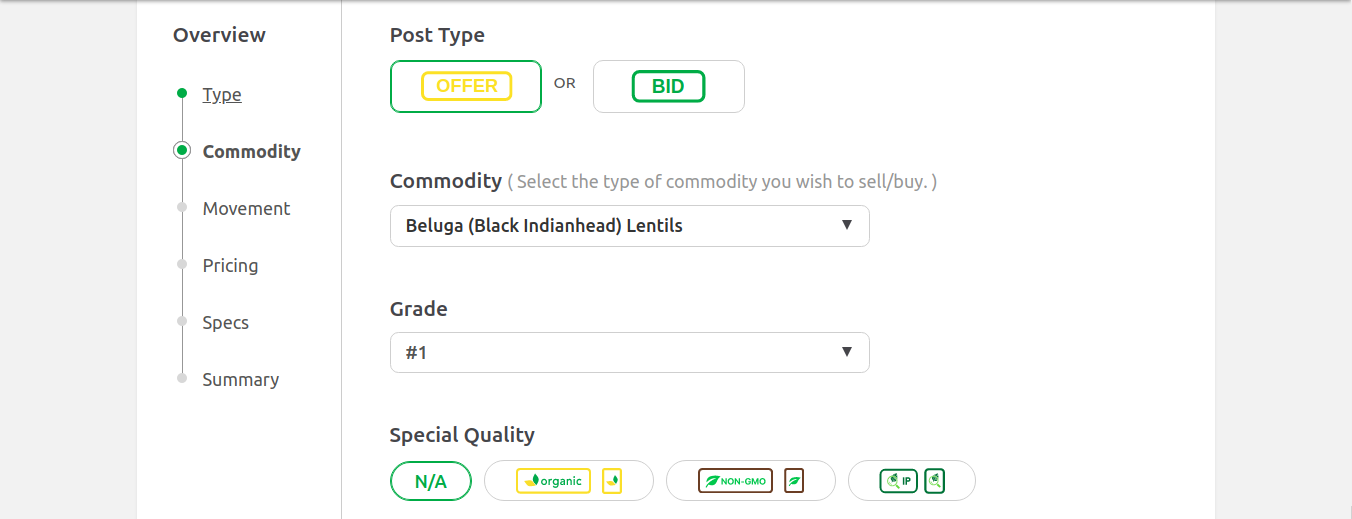 Overview
Type
Commodity
Movement
Pricing
Specs
Summary
Post Type
OFFER OR BID
Commodity ( Select the type of commodity you wish to sell/buy. )
Beluga (Black Indianhead) Lentils
Grade
#1
Special Quality
N/A organic NON-GMO IP